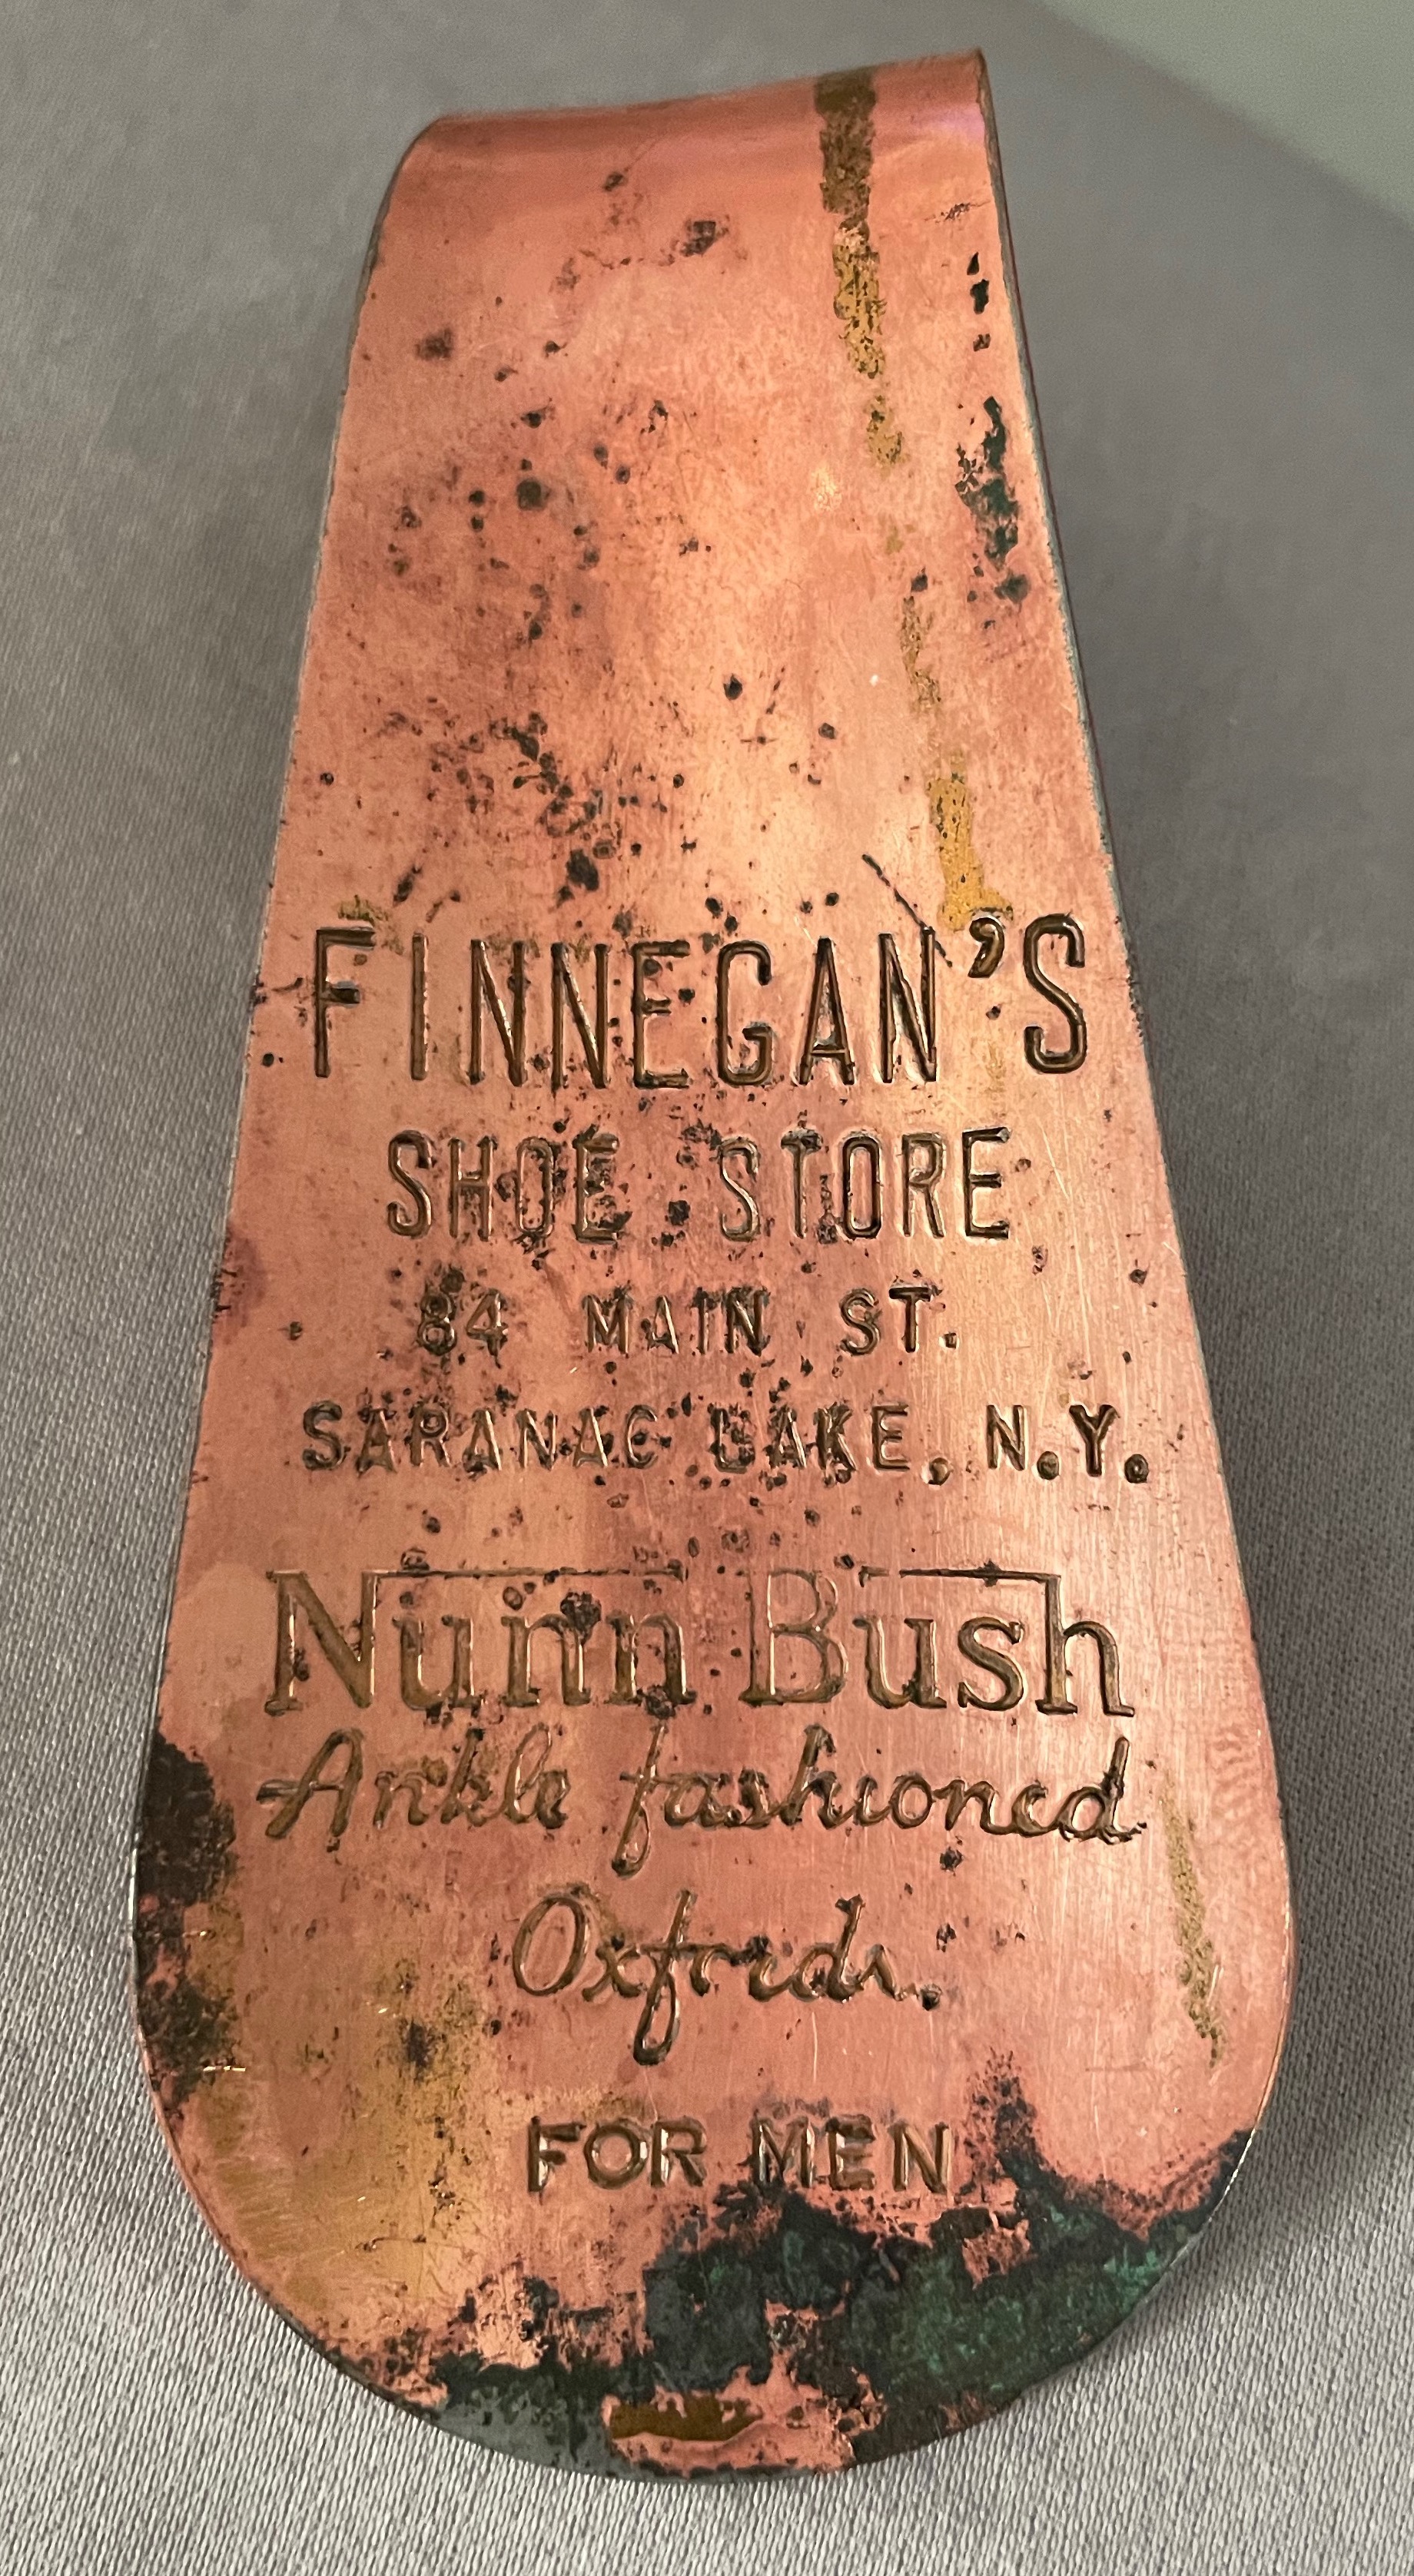 FINNEGAN'S
SHOE STORE
84 MAIN ST.
SARANAC LAKE, N.Y.
Nunn Bush
Ankle fashioned
Oxfords.
FOR MEN